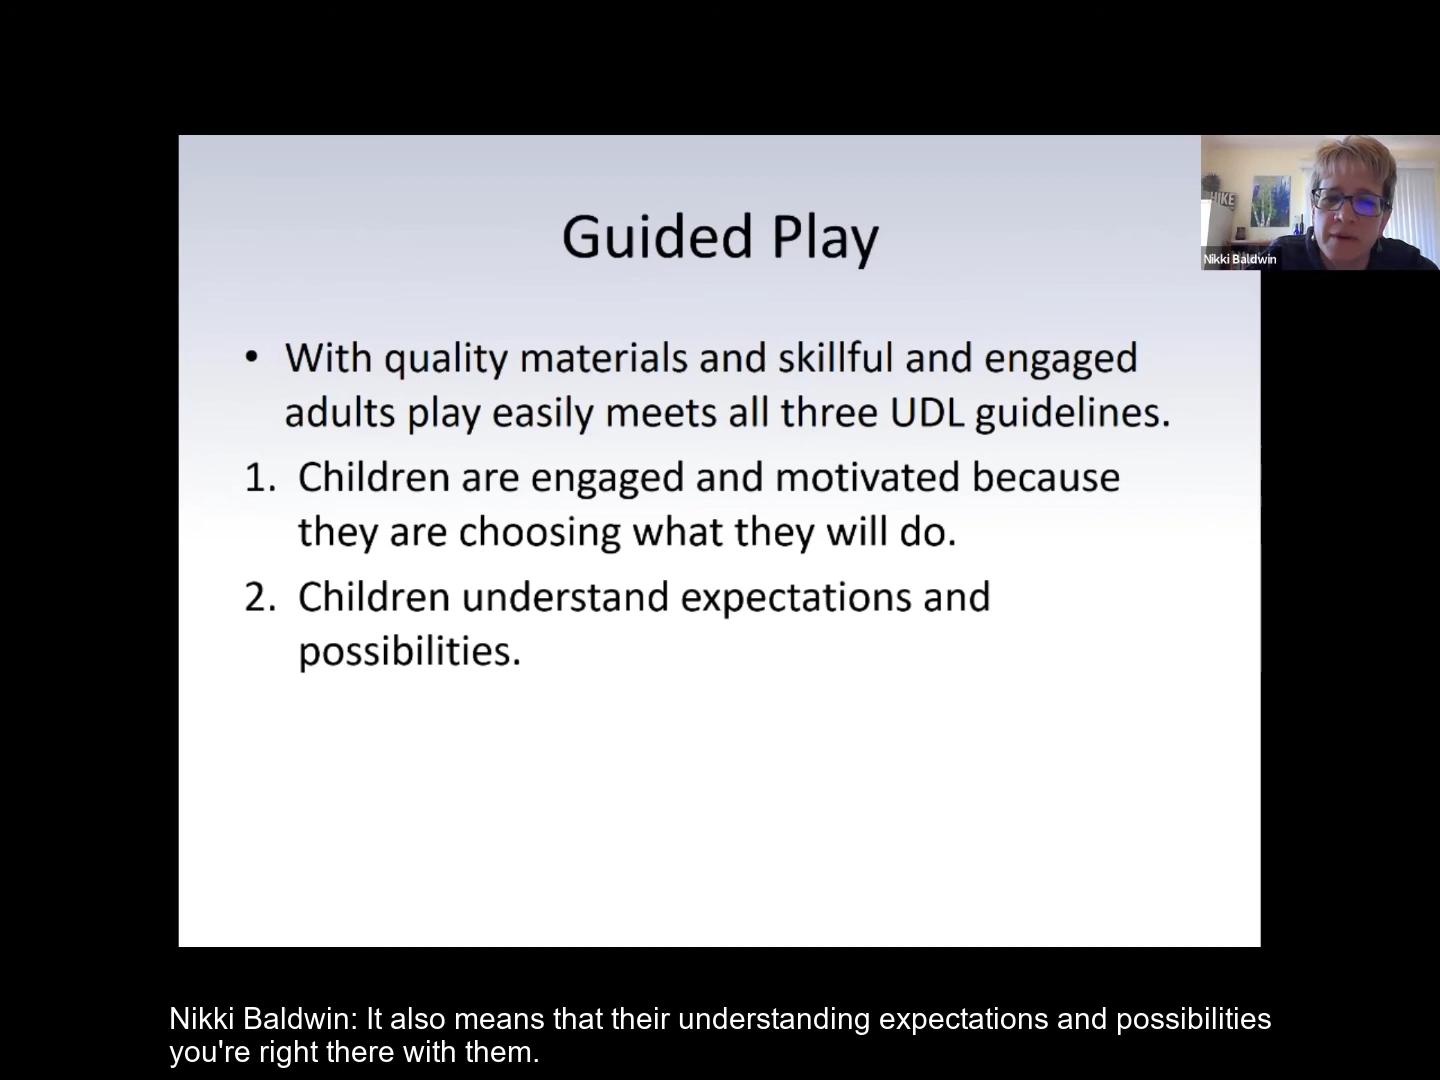 Guided Play
• With quality materials and skillful and engaged
adults play easily meets all three UDL guidelines.
1. Children are engaged and motivated because
they are choosing what they will do.
2. Children understand expectations and
possibilities.
HIKE
Nikki Baldwin
Nikki Baldwin: It also means that their understanding expectations and possibilities
you're right there with them.